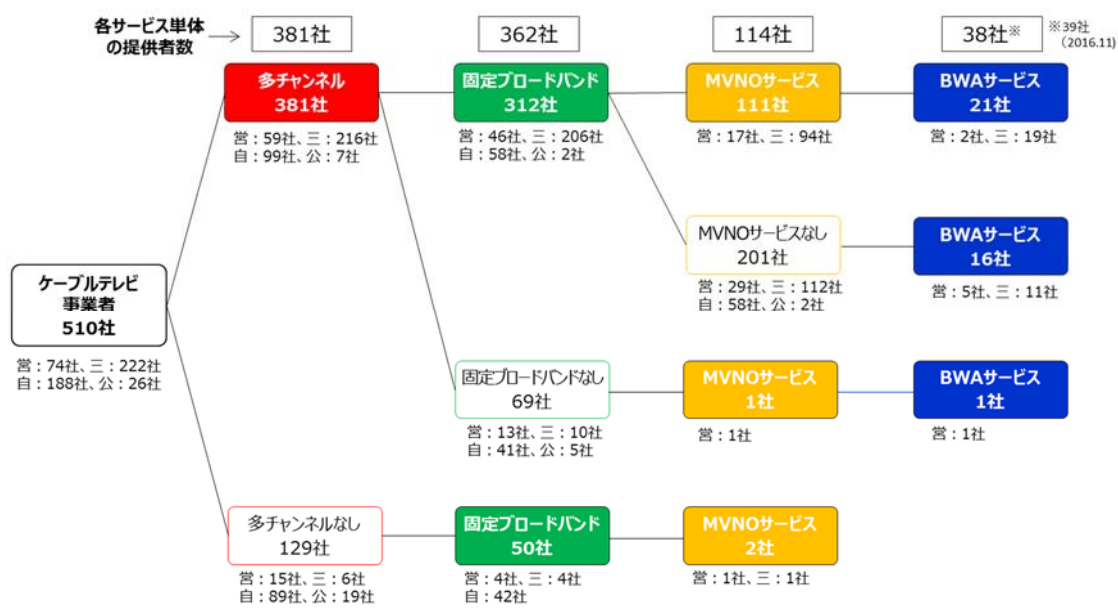 各サービス単体
の提供者数
381社
362社
114社
38社※
※39社
(2016.11)
多チャンネル
381社
固定ブロードバンド
312社
MVNOサービス
111社
BWAサービス
21社
営：59社、三：216社
自：99社、公：7社
営：46社、三：206社
自：58社、公：2社
営：17社、三：94社
営：2社、三：19社
MVNOサービスなし
201社
BWAサービス
16社
営：29社、三：112社
自：58社、公：2社
営：5社、三：11社
ケーブルテレビ
事業者
510社
営：74社、三：222社
自：188社、公：26社
固定ブロードバンドなし
69社
MVNOサービス
1社
BWAサービス
1社
営：13社、三：10社
自：41社、公：5社
営：1社
営：1社
多チャンネルなし
129社
固定ブロードバンド
50社
MVNOサービス
2社
営：15社、三：6社
自：89社、公：19社
営：4社、三：4社
自：42社
営：1社、三：1社